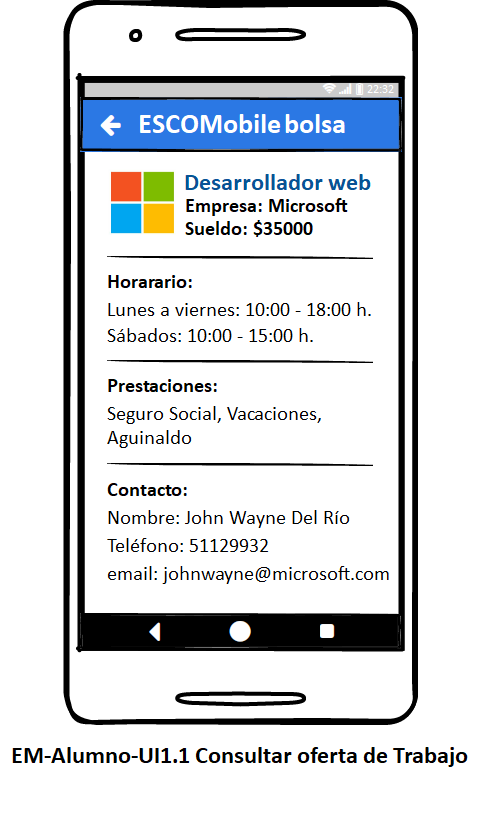 22:32
ESCOMobile bolsa
Desarrollador web
Empresa: Microsoft
Sueldo: $35000
Horarario:
Lunes a viernes: 10:00 - 18:00 h.
Sábados: 10:00 - 15:00 h.
Prestaciones:
Seguro Social, Vacaciones,
Aguinaldo
Contacto:
Nombre: John Wayne Del Río
Teléfono: 51129932
email: johnwayne@microsoft.com
EM-Alumno-UI1.1 Consultar oferta de Trabajo